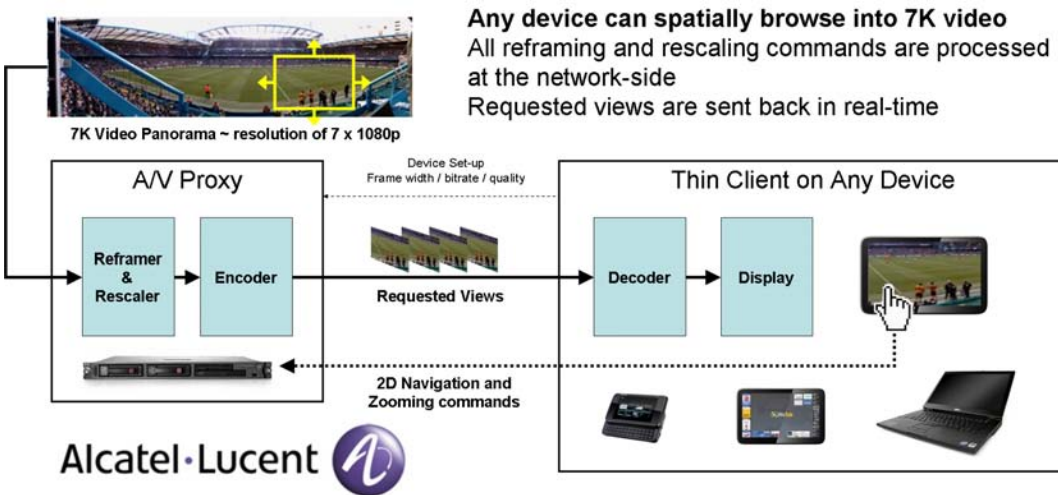 Any device can spatially browse into 7K video
All reframing and rescaling commands are processed
at the network-side
Requested views are sent back in real-time
7K Video Panorama ~ resolution of 7 x 1080p
A/V Proxy
Device Set-up
Frame width / bitrate / quality
Thin Client on Any Device
Reframer
&
Rescaler
Encoder
Requested Views
Decoder
Display
2D Navigation and
Zooming commands
Alcatel·Lucent